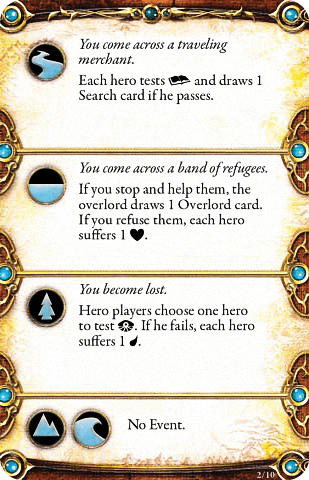 You come across a traveling
merchant.
Each hero tests and draws 1
Search card if he passes.
You come across a band of refugees.
If you stop and help them, the
overlord draws 1 Overlord card.
If you refuse them, each hero
suffers 1 .
You become lost.
Hero players choose one hero
to test . If he fails, each hero
suffers 1 .
No Event.
2/10